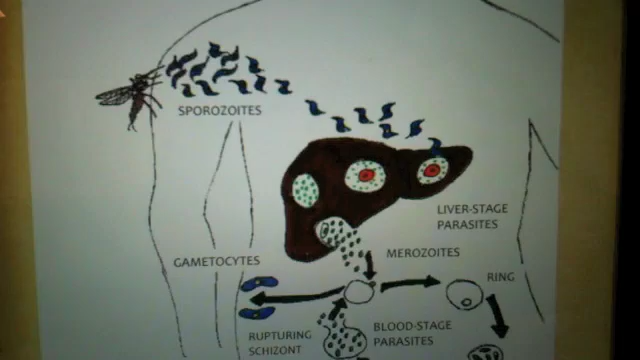 SPOROZOITES
LIVER-STAGE
PARASITES
MEROZOITES
GAMETOCYTES
RING
BLOOD-STAGE
PARASITES
RUPTURING
SCHIZONT